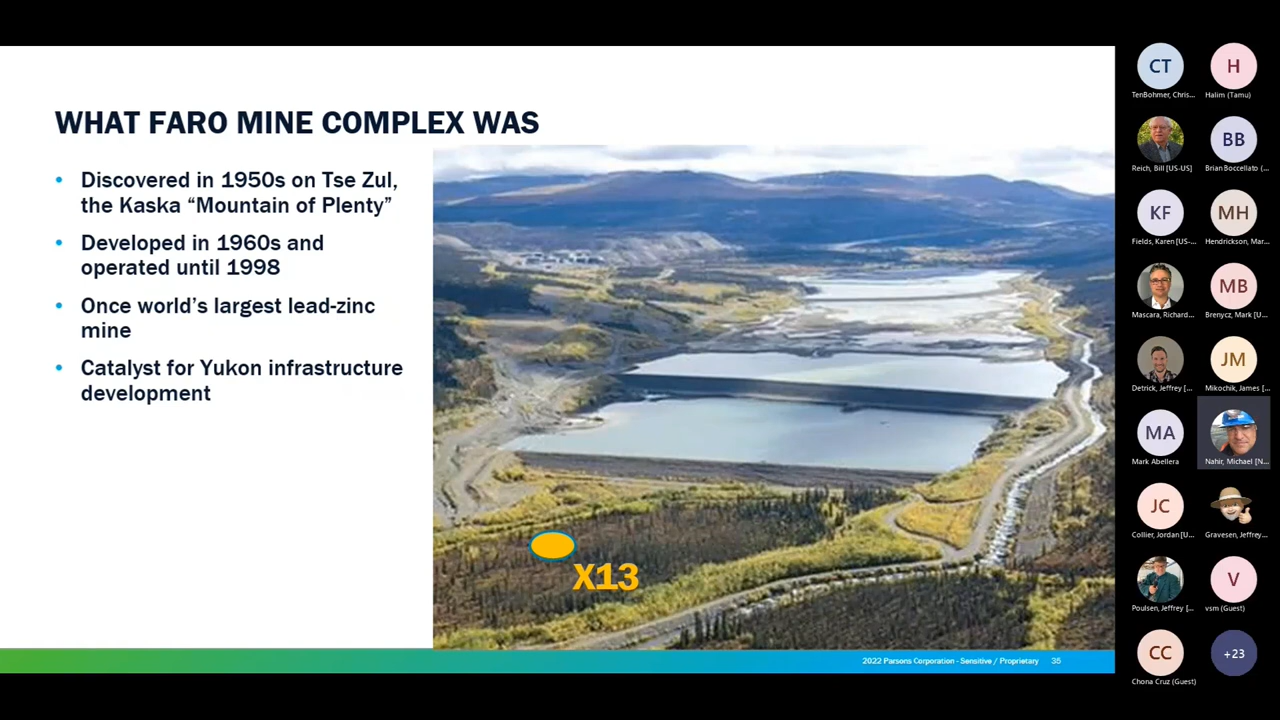 WHAT FARO MINE COMPLEX WAS
• Discovered in 1950s on Tse Zul,
the Kaska “Mountain of Plenty”
• Developed in 1960s and
operated until 1998
• Once world’s largest lead-zinc
mine
• Catalyst for Yukon infrastructure
development
X13
2022 Parsons Corporation - Sensitive / Proprietary 35
CT H
TenBohmer, Chris... Halim (Tamu)
BB
Reich, Bill [US-US] Brian Boccellato (...
KF MH
Fields, Karen [US-... Hendrickson, Mar...
MB
Mascara, Richard... Brenycz, Mark [U...
JM
Detrick, Jeffrey [... Mikochik, James [...
MA
Mark Abellera Nahir, Michael [N...
JC
Collier, Jordan [U... Gravesen, Jeffrey...
V
Poulsen, Jeffrey [... vsm (Guest)
CC +23
Chona Cruz (Guest)